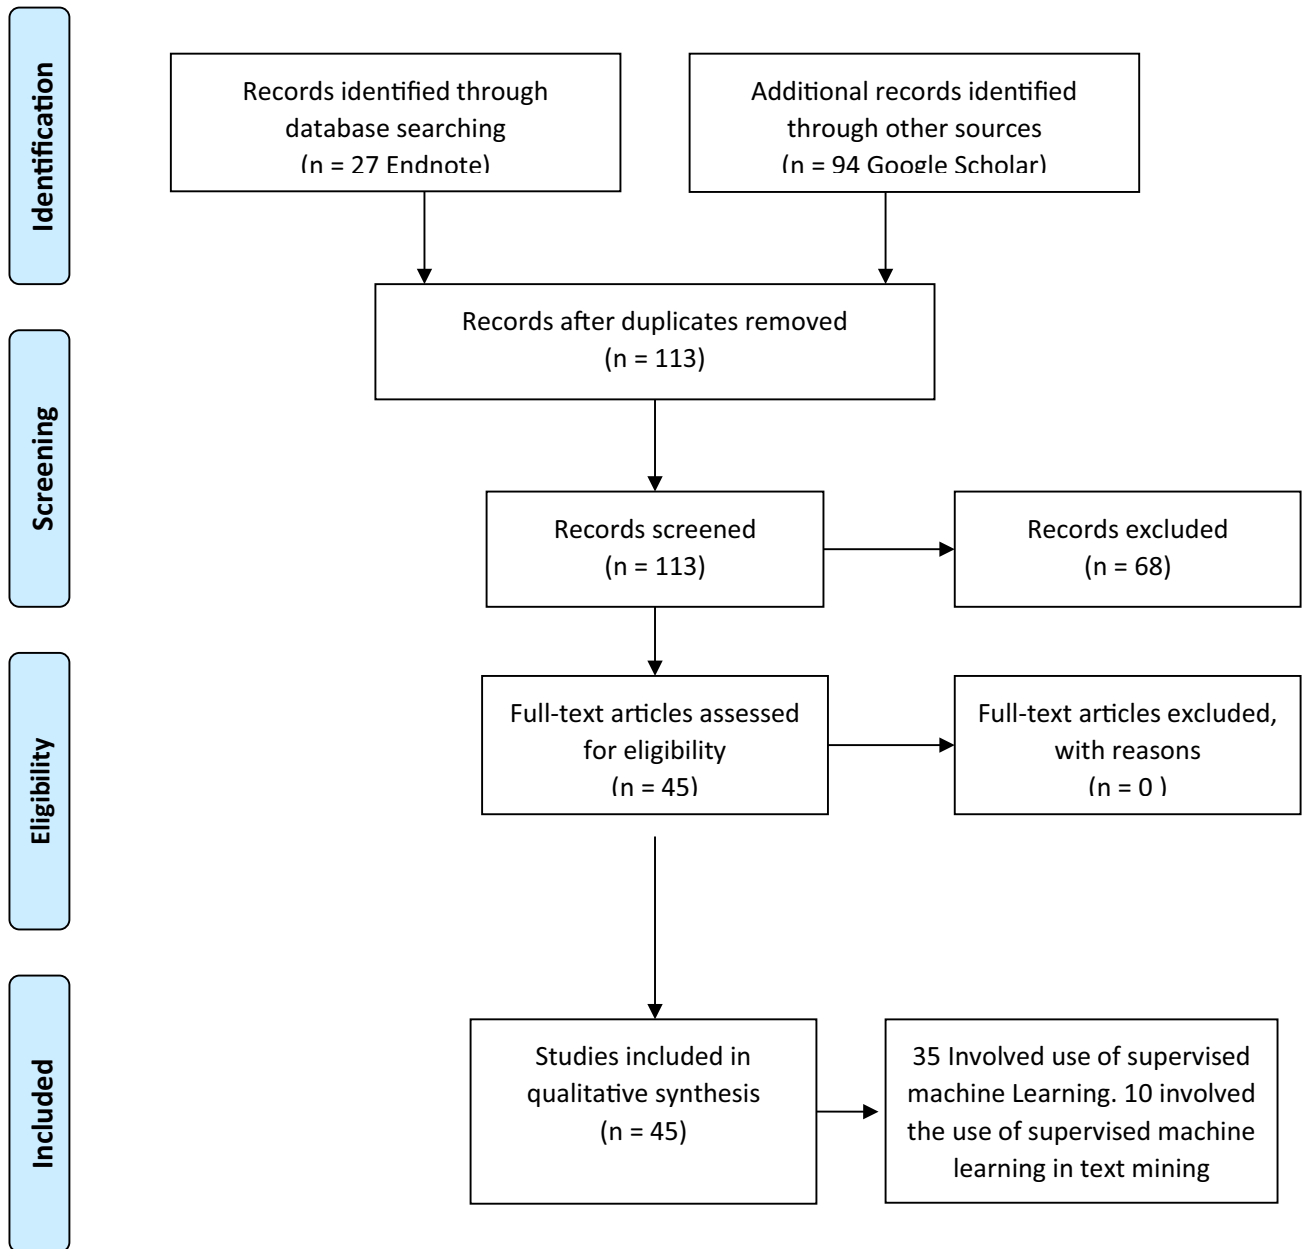 Identification
Records identified through
database searching
(n = 27 Endnote)
Additional records identified
through other sources
(n = 94 Google Scholar)
Records after duplicates removed
(n = 113)
Screening
Records screened
(n = 113)
Records excluded
(n = 68)
Eligibility
Full-text articles assessed
for eligibility
(n = 45)
Full-text articles excluded,
with reasons
(n = 0 )
Included
Studies included in
qualitative synthesis
(n = 45)
35 Involved use of supervised
machine Learning. 10 involved
the use of supervised machine
learning in text mining